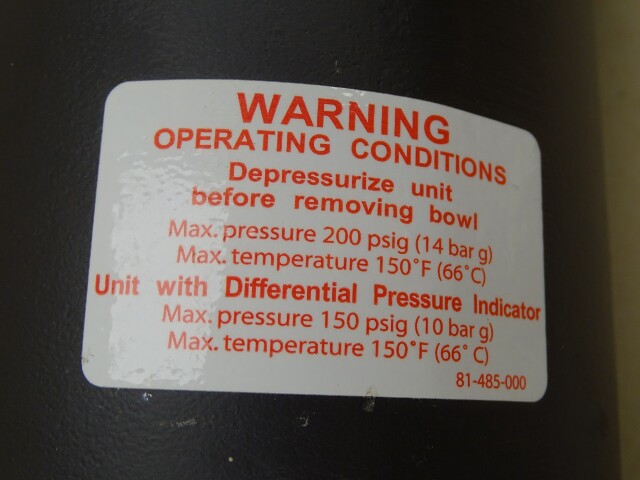 WARNING
OPERATING CONDITIONS
Depressurize unit
before removing bowl
Max. pressure 200 psig (14 bar g)
Max. temperature 150°F (66°C)
Unit with Differential Pressure Indicator
Max. pressure 150 psig (10 bar g)
Max. temperature 150°F (66° C)
81-485-000